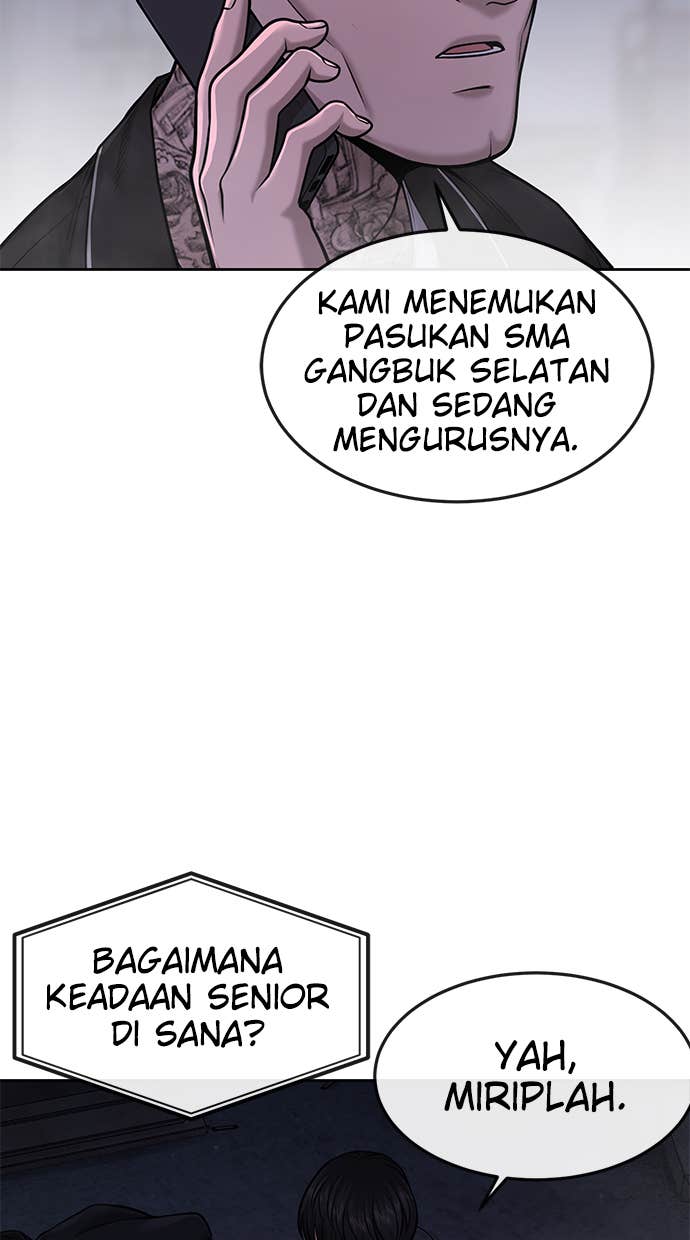 KAMI MENEMUKAN
PASUKAN SMA
GANGBUK SELATAN
DAN SEDANG
MENGURUSNYA.
BAGAIMANA
KEADAAN SENIOR
DI SANA?
YAH,
MIRIPLAH.